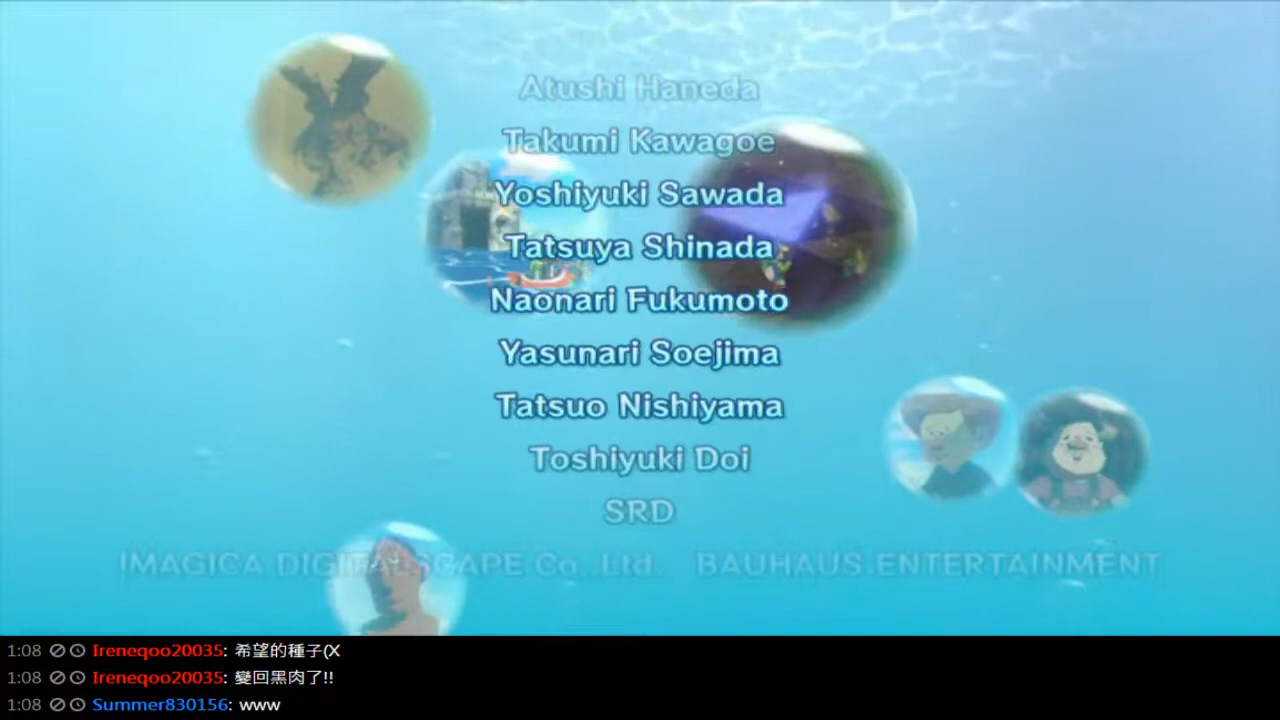 Atushi Haneda
Takumi Kawagoe
Yoshiyuki Sawada
Tatsuya Shinada
Naonari Fukumoto
Yasunari Soejima
Tatsuo Nishiyama
Toshiyuki Doi
SRD
IMAGICA DIGITALSCAPE Co.,Ltd. BAUHAUS ENTERTAINMENT
1:08 Ireneqoo20035: 希望的種子(X
1:08 Ireneqoo20035: 變回黑肉了!!
1:08 Summer830156: www